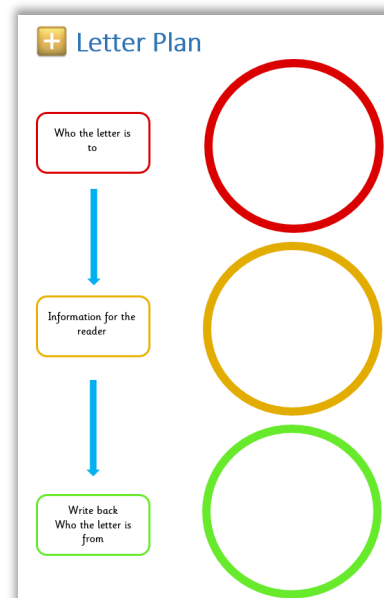 Letter Plan
Who the letter is
to
Information for the
reader
Write back
Who the letter is
from